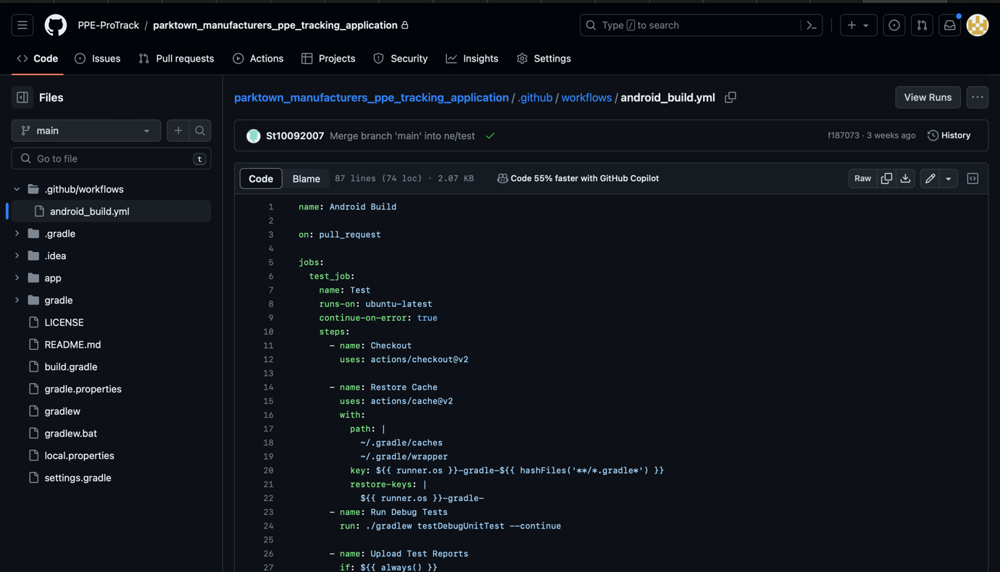 PPE-ProTrack / parktown_manufacturers_ppe_tracking_application
Type / to search
Code
Issues
Pull requests
Actions
Projects
Security
Insights
Settings
Files
main
Go to file
t
.github/workflows
android_build.yml
.gradle
.idea
app
gradle
LICENSE
README.md
build.gradle
gradle.properties
gradlew
gradlew.bat
local.properties
settings.gradle
parktown_manufacturers_ppe_tracking_application / .github / workflows / android_build.yml
View Runs
St10092007 Merge branch 'main' into ne/test
f187073 · 3 weeks ago
History
Code
Blame
87 lines (74 loc) · 2.07 KB
Code 55% faster with GitHub Copilot
Raw
1 name: Android Build
2
3 on: pull_request
4
5 jobs:
6 test_job:
7 name: Test
8 runs-on: ubuntu-latest
9 continue-on-error: true
10 steps:
11 - name: Checkout
12 uses: actions/checkout@v2
13
14 - name: Restore Cache
15 uses: actions/cache@v2
16 with:
17 path: |
18 ~/.gradle/caches
19 ~/.gradle/wrapper
20 key: ${{ runner.os }}-gradle-${{ hashFiles('**/*.gradle*') }}
21 restore-keys: |
22 ${{ runner.os }}-gradle-
23 - name: Run Debug Tests
24 run: ./gradlew testDebugUnitTest --continue
25
26 - name: Upload Test Reports
27 if: ${{ always() }}